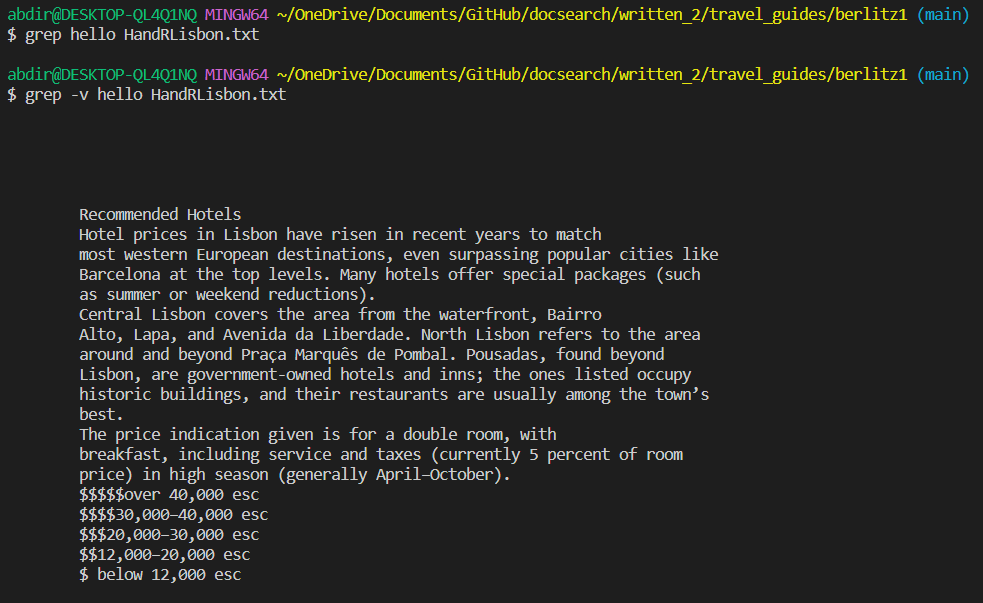 abdir@DESKTOP-QL4Q1NQ MINGW64 ~/OneDrive/Documents/GitHub/docsearch/written_2/travel_guides/berlitz1 (main)
$ grep hello HandRLisbon.txt
abdir@DESKTOP-QL4Q1NQ MINGW64 ~/OneDrive/Documents/GitHub/docsearch/written_2/travel_guides/berlitz1 (main)
$ grep -v hello HandRLisbon.txt
Recommended Hotels
Hotel prices in Lisbon have risen in recent years to match
most western European destinations, even surpassing popular cities like
Barcelona at the top levels. Many hotels offer special packages (such
as summer or weekend reductions).
Central Lisbon covers the area from the waterfront, Bairro
Alto, Lapa, and Avenida da Liberdade. North Lisbon refers to the area
around and beyond Praça Marquês de Pombal. Pousadas, found beyond
Lisbon, are government-owned hotels and inns; the ones listed occupy
historic buildings, and their restaurants are usually among the town’s
best.
The price indication given is for a double room, with
breakfast, including service and taxes (currently 5 percent of room
price) in high season (generally April–October).
$$$$$over 40,000 esc
$$$$30,000–40,000 esc
$$$20,000–30,000 esc
$$12,000–20,000 esc
$ below 12,000 esc